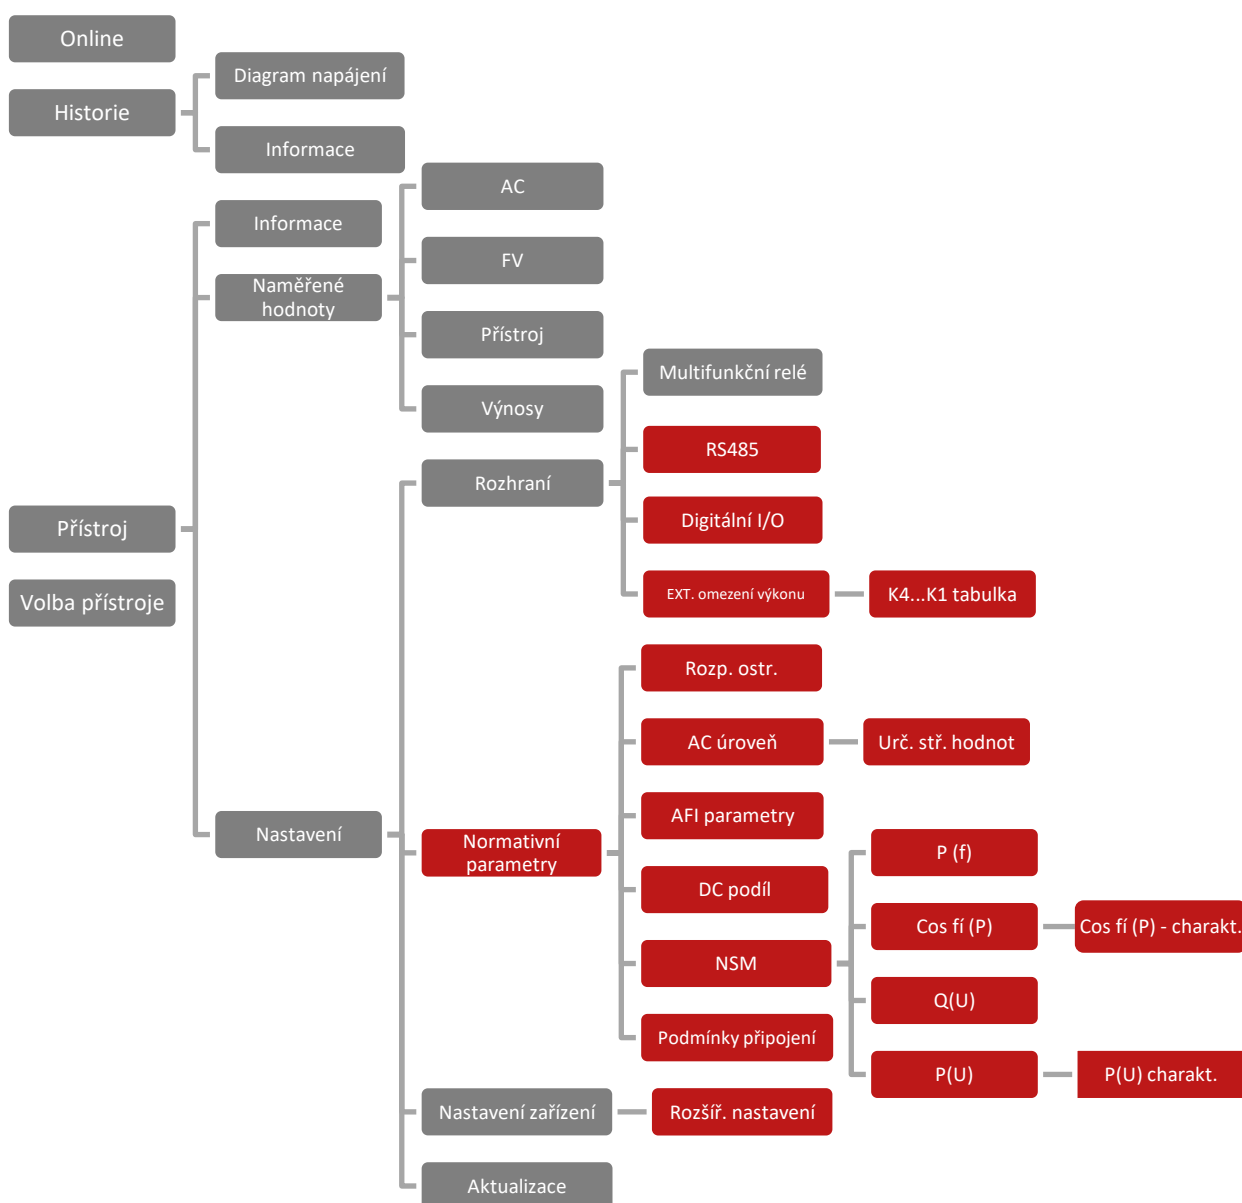 Online
Historie
Diagram napájení
Informace
Přístroj
Informace
Naměřené
hodnoty
AC
FV
Přístroj
Výnosy
Nastavení
Rozhraní
Multifunkční relé
RS485
Digitální I/O
EXT. omezení výkonu
K4...K1 tabulka
Normativní
parametry
Rozp. ostr.
AC úroveň
Urč. stř. hodnot
AFI parametry
DC podíl
NSM
P (f)
Cos fí (P)
Cos fí (P) - charakt.
Q(U)
P(U)
P(U) charakt.
Podmínky připojení
Nastavení zařízení
Rozšíř. nastavení
Aktualizace
Volba přístroje